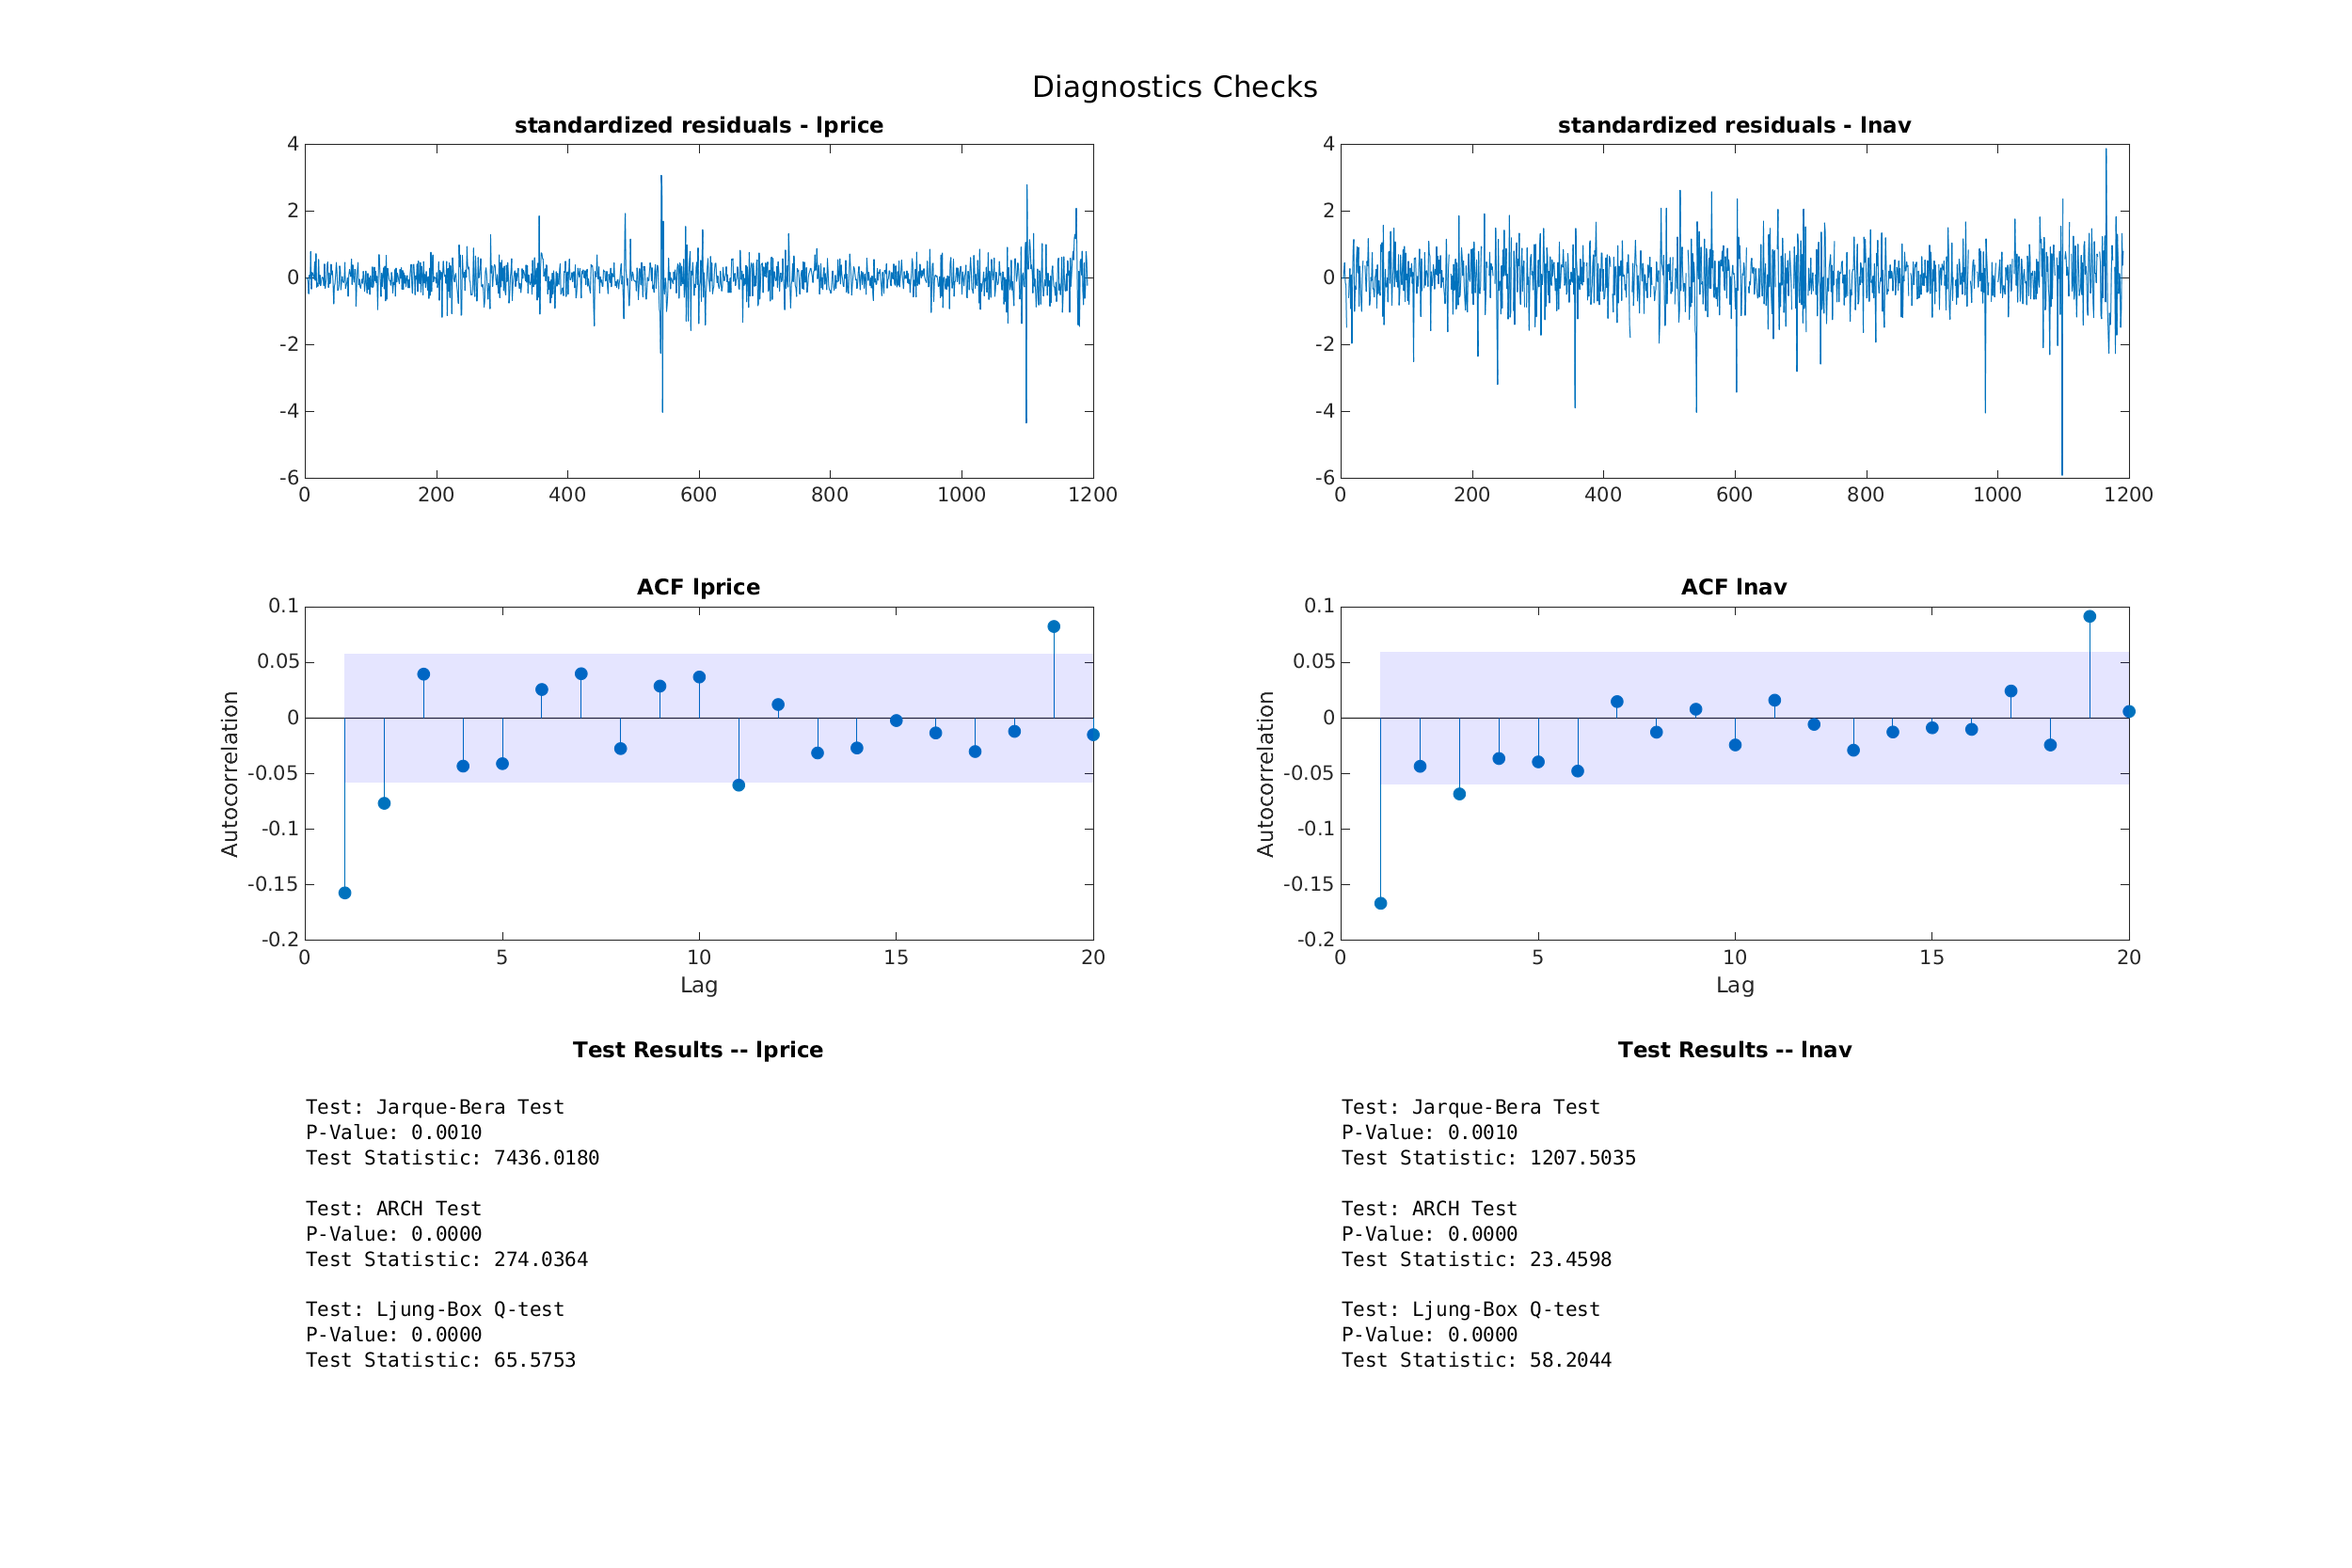 Diagnostics Checks
standardized residuals - lprice
4
2
0
-2
-4
-6
0 200 400 600 800 1000 1200
standardized residuals - lnav
4
2
0
-2
-4
-6
0 200 400 600 800 1000 1200
ACF lprice
0.1
0.05
0
-0.05
-0.1
-0.15
-0.2
Autocorrelation
0 5 10 15 20
Lag
ACF lnav
0.1
0.05
0
-0.05
-0.1
-0.15
-0.2
Autocorrelation
0 5 10 15 20
Lag
Test Results -- lprice
Test: Jarque-Bera Test
P-Value: 0.0010
Test Statistic: 7436.0180
Test: ARCH Test
P-Value: 0.0000
Test Statistic: 274.0364
Test: Ljung-Box Q-test
P-Value: 0.0000
Test Statistic: 65.5753
Test Results -- lnav
Test: Jarque-Bera Test
P-Value: 0.0010
Test Statistic: 1207.5035
Test: ARCH Test
P-Value: 0.0000
Test Statistic: 23.4598
Test: Ljung-Box Q-test
P-Value: 0.0000
Test Statistic: 58.2044